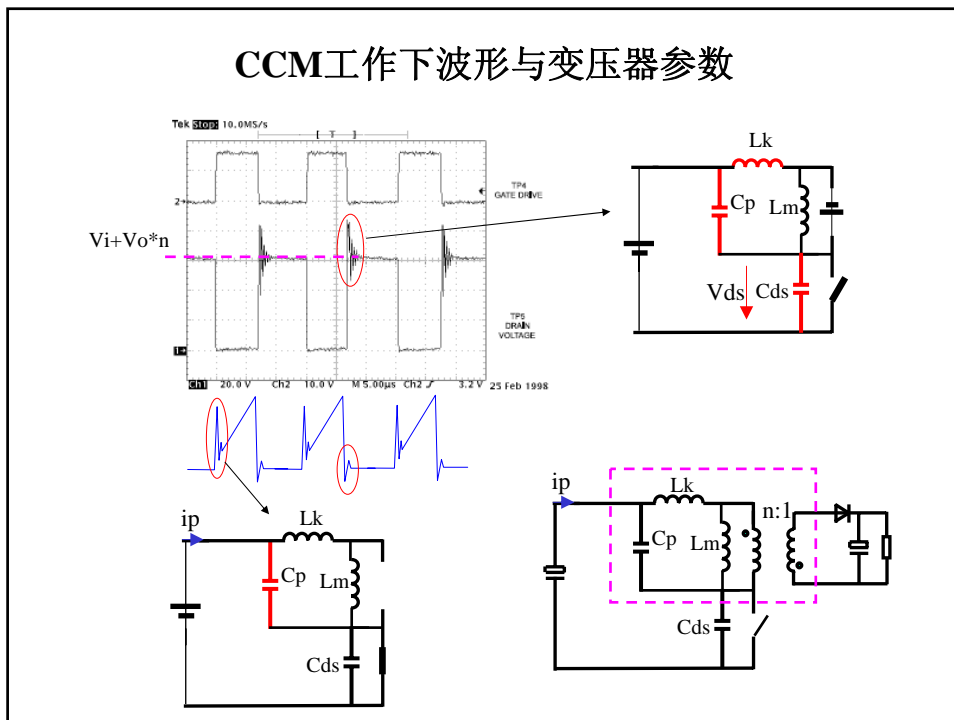 CCM工作下波形与变压器参数
Tek Stop: 10.0MS/s
[ T ]
2→
TP4
GATE DRIVE
Vi+Vo*n
TP5
DRAIN
VOLTAGE
1→
Ch1 20.0 V Ch2 10.0 V M 5.00µs Ch2 3.2 V 25 Feb 1998
Lk
Cp
Lm
Vds
Cds
ip
Lk
Cp
Lm
Cds
ip
Lk
n:1
Cp
Lm
Cds